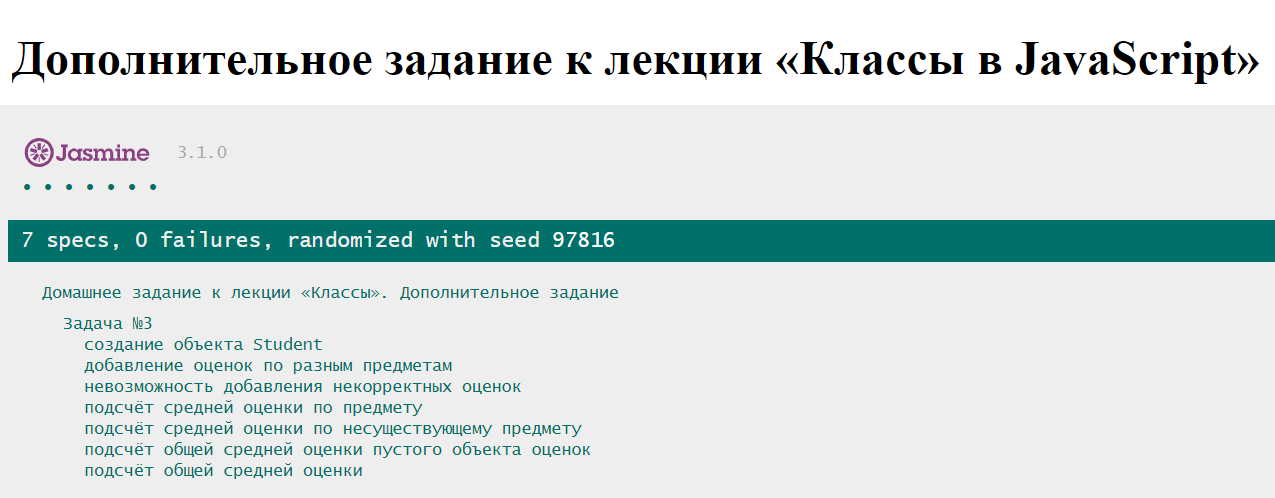 Дополнительное задание к лекции «Классы в JavaScript»
Jasmine 3.1.0
• • • • • • •
7 specs, 0 failures, randomized with seed 97816
Домашнее задание к лекции «Классы». Дополнительное задание
Задача №3
создание объекта Student
добавление оценок по разным предметам
невозможность добавления некорректных оценок
подсчёт средней оценки по предмету
подсчёт средней оценки по несуществующему предмету
подсчёт общей средней оценки пустого объекта оценок
подсчёт общей средней оценки